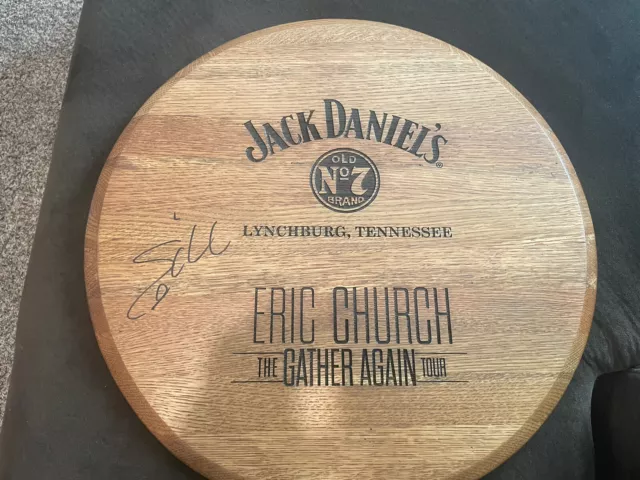 JACK DANIEL'S®
OLD
No7
BRAND
LYNCHBURG, TENNESSEE
ERIC CHURCH
THE GATHER AGAIN TOUR